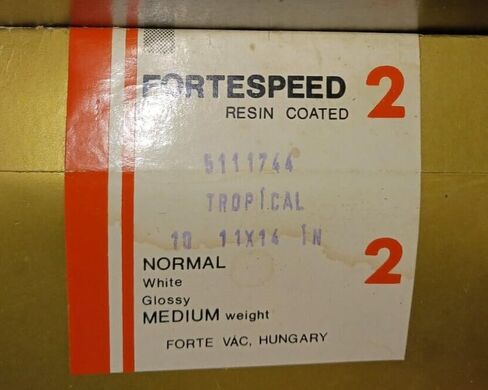 FORTESPEED 2
RESIN COATED
5111744
TROPICAL
10 11X14 IN
NORMAL 2
White
Glossy
MEDIUM weight
FORTE VÁC, HUNGARY